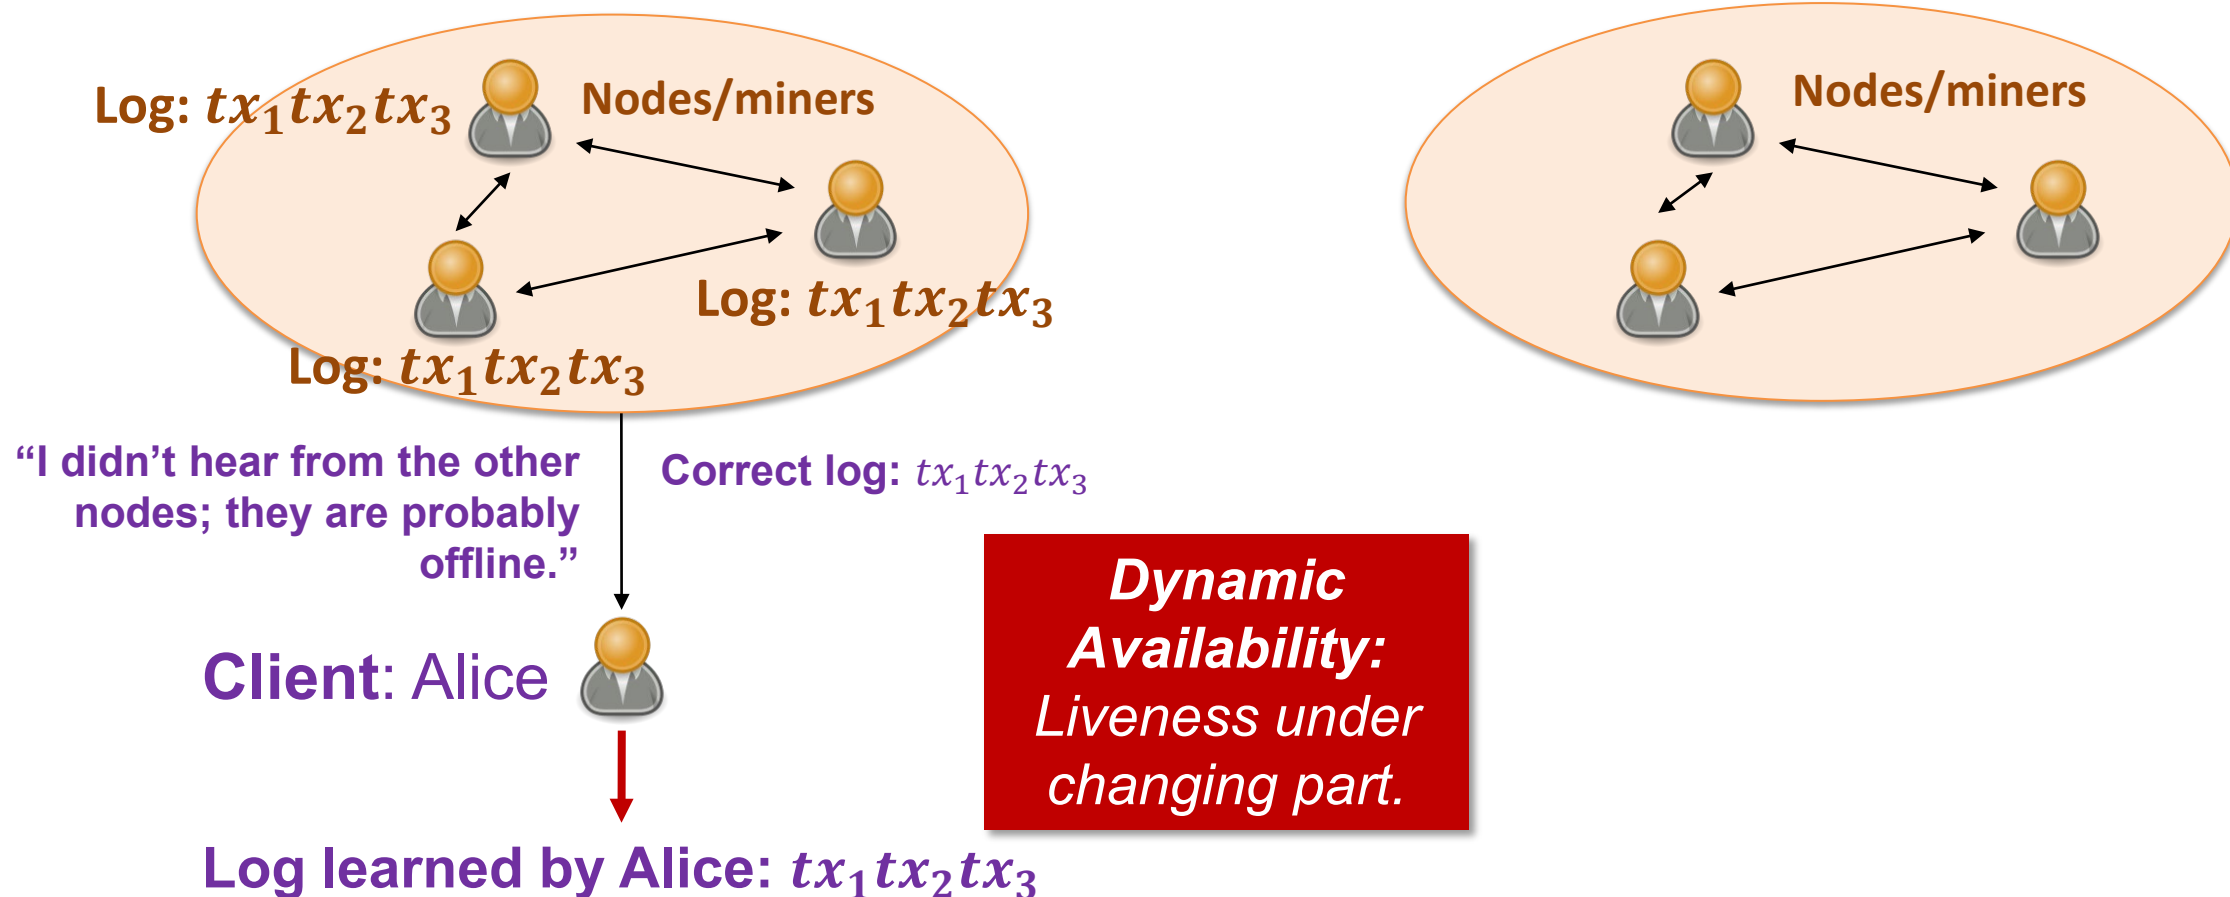 Nodes/miners
Log: tx₁tx₂tx₃
Log: tx₁tx₂tx₃
Log: tx₁tx₂tx₃
Nodes/miners
“I didn’t hear from the other
nodes; they are probably
offline.”
Correct log: tx₁tx₂tx₃
Client: Alice
Dynamic
Availability:
Liveness under
changing part.
Log learned by Alice: tx₁tx₂tx₃